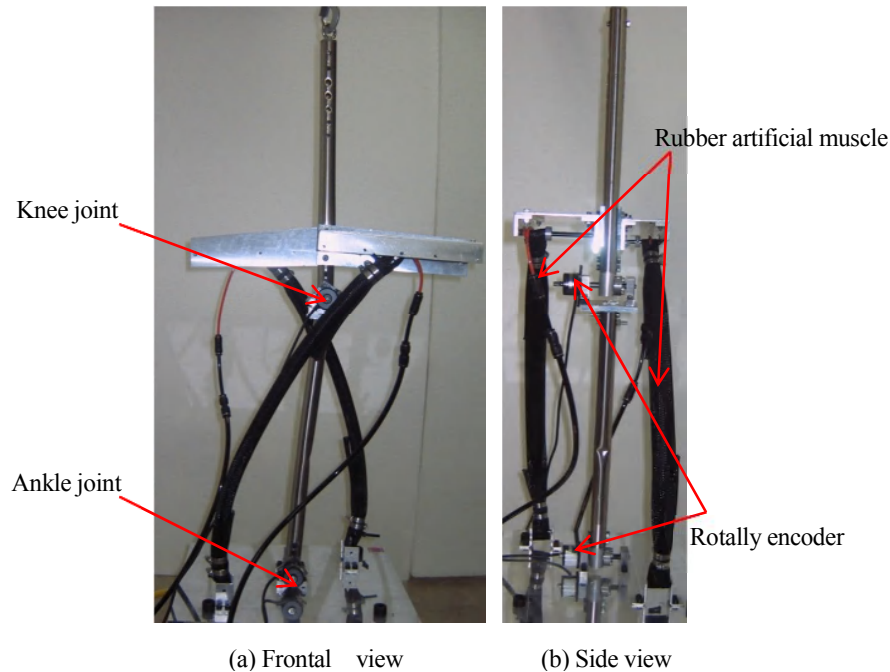 Rubber artificial muscle
Knee joint
Ankle joint
Rotally encoder
(a) Frontal view
(b) Side view